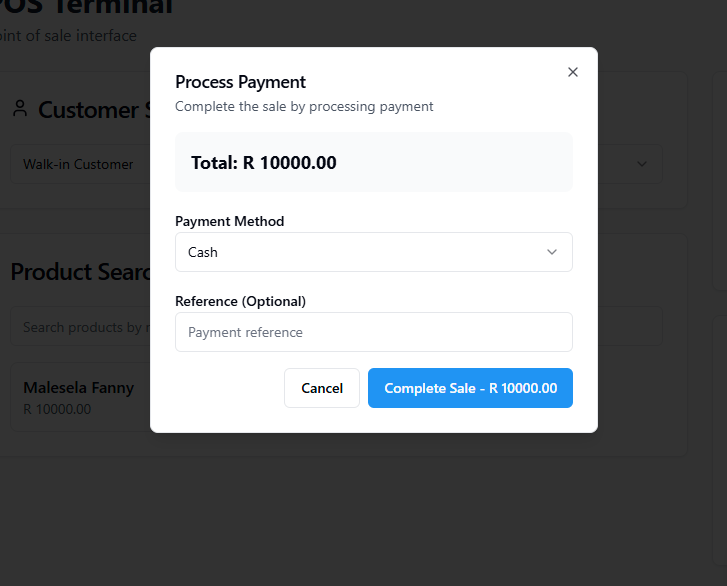 POS Terminal
point of sale interface
Customer S
Walk-in Customer
Product Searc
Search products by n
Malesela Fanny
R 10000.00
Process Payment
Complete the sale by processing payment
Total: R 10000.00
Payment Method
Cash
Reference (Optional)
Payment reference
Cancel
Complete Sale - R 10000.00